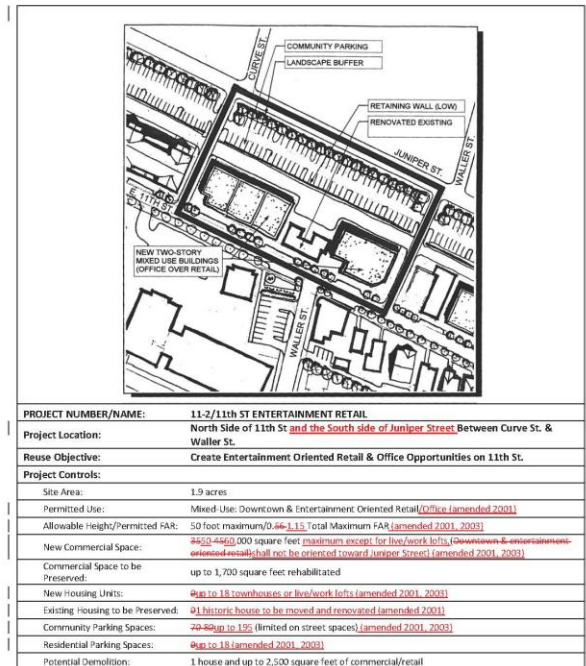 CURVE ST.
COMMUNITY PARKING
LANDSCAPE BUFFER
RETAINING WALL (LOW)
RENOVATED EXISTING
JUNIPER ST.
WALLER ST.
E. 11TH ST
NEW TWO-STORY
MIXED USE BUILDINGS
(OFFICE OVER RETAIL)
WALLER ST.
PROJECT NUMBER/NAME: 11-2/11th ST ENTERTAINMENT RETAIL
Project Location: North Side of 11th St and the South side of Juniper Street Between Curve St. &
Waller St.
Reuse Objective: Create Entertainment Oriented Retail & Office Opportunities on 11th St.
Project Controls:
Site Area: 1.9 acres
Permitted Use: Mixed-Use: Downtown & Entertainment Oriented Retail/Office (amended 2001)
Allowable Height/Permitted FAR: 50 foot maximum/0.66-1.15 Total Maximum FAR (amended 2001, 2003)
New Commercial Space: 3550-4560,000 square feet maximum except for live/work lofts (Downtown & entertainment-
oriented retail)shall not be oriented toward Juniper Street) (amended 2001, 2003)
Commercial Space to be
Preserved: up to 1,700 square feet rehabilitated
New Housing Units: 0up to 18 townhouses or live/work lofts (amended 2001, 2003)
Existing Housing to be Preserved: 01 historic house to be moved and renovated (amended 2001)
Community Parking Spaces: 70-80up to 195 (limited on street spaces) (amended 2001, 2003)
Residential Parking Spaces: 0up to 18 (amended 2001, 2003)
Potential Demolition: 1 house and up to 2,500 square feet of commercial/retail